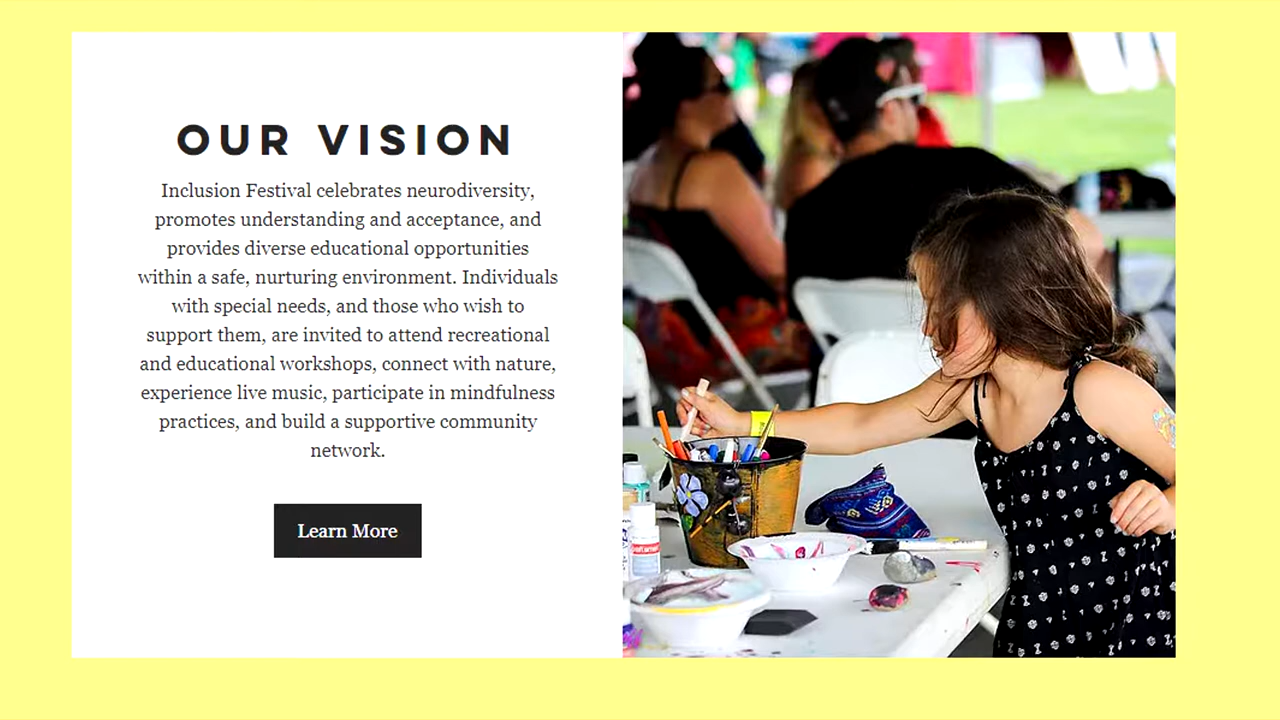 OUR VISION
Inclusion Festival celebrates neurodiversity,
promotes understanding and acceptance, and
provides diverse educational opportunities
within a safe, nurturing environment. Individuals
with special needs, and those who wish to
support them, are invited to attend recreational
and educational workshops, connect with nature,
experience live music, participate in mindfulness
practices, and build a supportive community
network.
Learn More